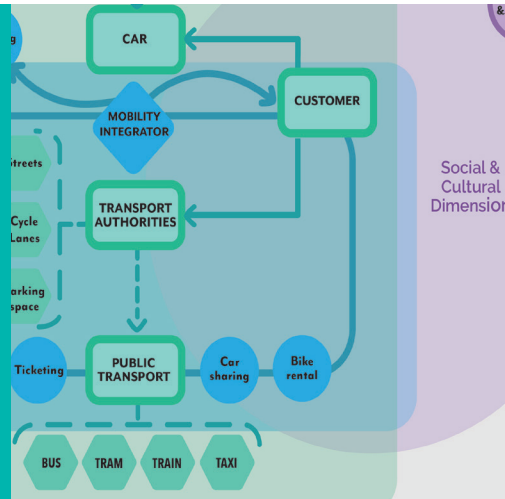 &
CAR
g
CUSTOMER
MOBILITY
INTEGRATOR
Streets
Social &
Cultural
Dimension
TRANSPORT
AUTHORITIES
Cycle
Lanes
arking
space
Ticketing
PUBLIC
TRANSPORT
Car
sharing
Bike
rental
BUS
TRAM
TRAIN
TAXI